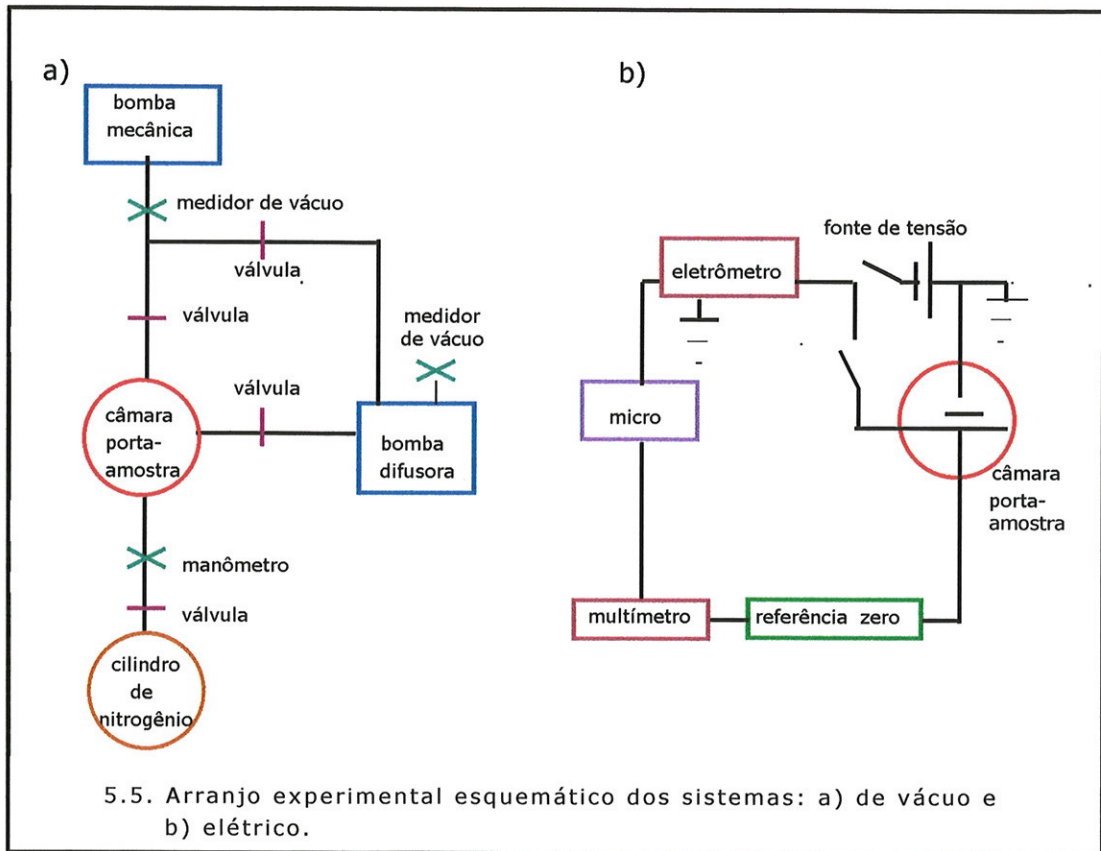 a)
bomba
mecânica
medidor de vácuo
válvula
válvula
medidor
de vácuo
válvula
câmara
porta-
amostra
bomba
difusora
manômetro
válvula
cilindro
de
nitrogênio
b)
fonte de tensão
eletrômetro
micro
câmara
porta-
amostra
multímetro
referência zero
5.5. Arranjo experimental esquemático dos sistemas: a) de vácuo e
b) elétrico.